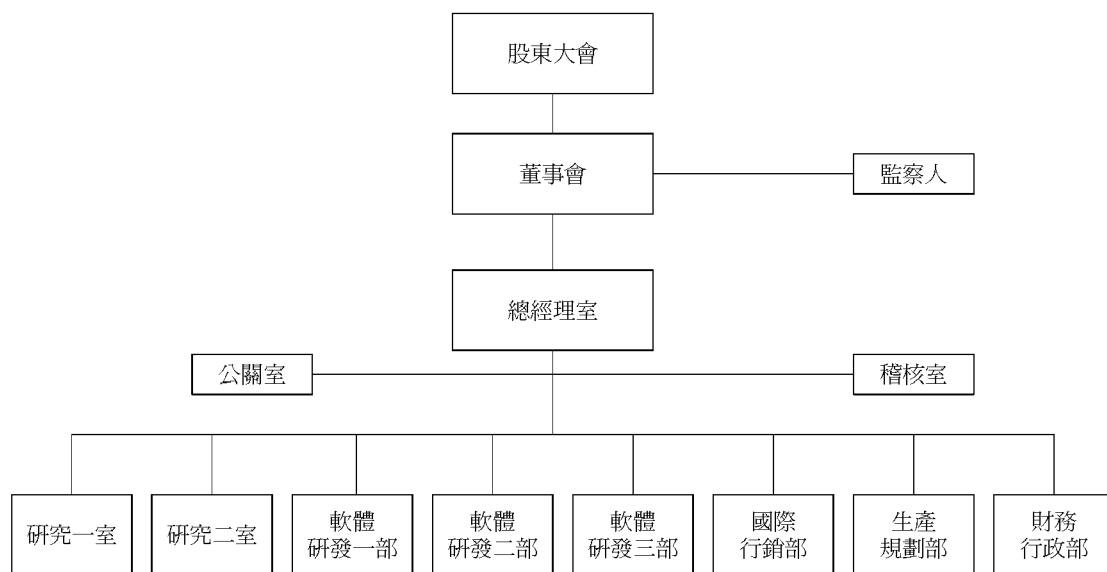 股東大會
董事會
監察人
總經理室
公關室
稽核室
研究一室
研究二室
軟體
研發一部
軟體
研發二部
軟體
研發三部
國際
行銷部
生產
規劃部
財務
行政部